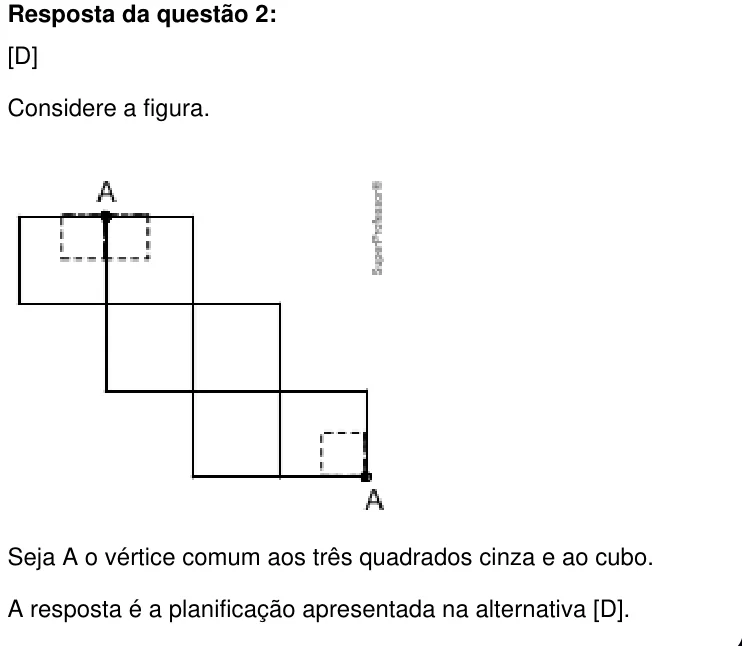 Resposta da questão 2:
[D]
Considere a figura.
A
SuperProfessor®
A
Seja A o vértice comum aos três quadrados cinza e ao cubo.
A resposta é a planificação apresentada na alternativa [D].